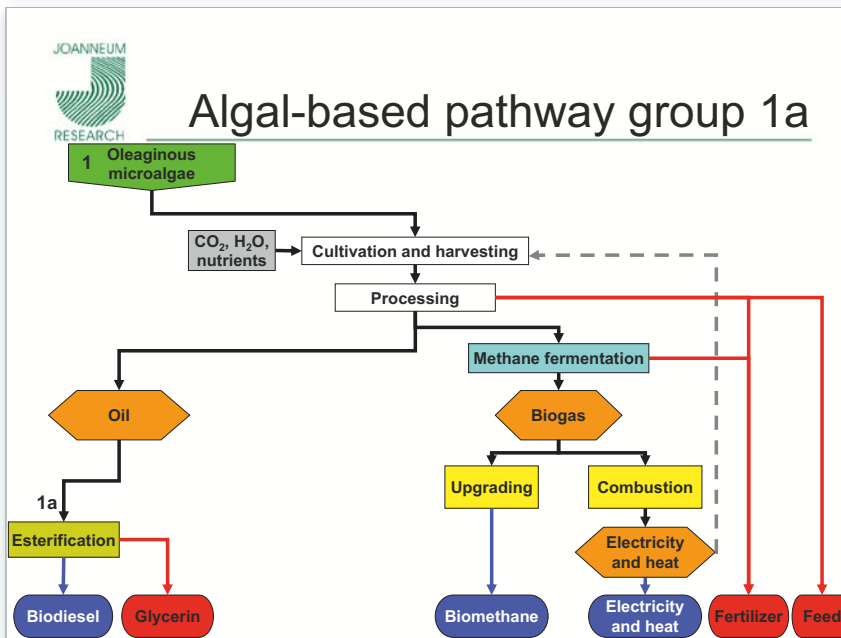 JOANNEUM
RESEARCH
Algal-based pathway group 1a
1
Oleaginous
microalgae
CO₂, H₂O,
nutrients
Cultivation and harvesting
Processing
Methane fermentation
Oil
Biogas
Upgrading
Combustion
1a
Esterification
Electricity
and heat
Biodiesel
Glycerin
Biomethane
Electricity
and heat
Fertilizer
Feed